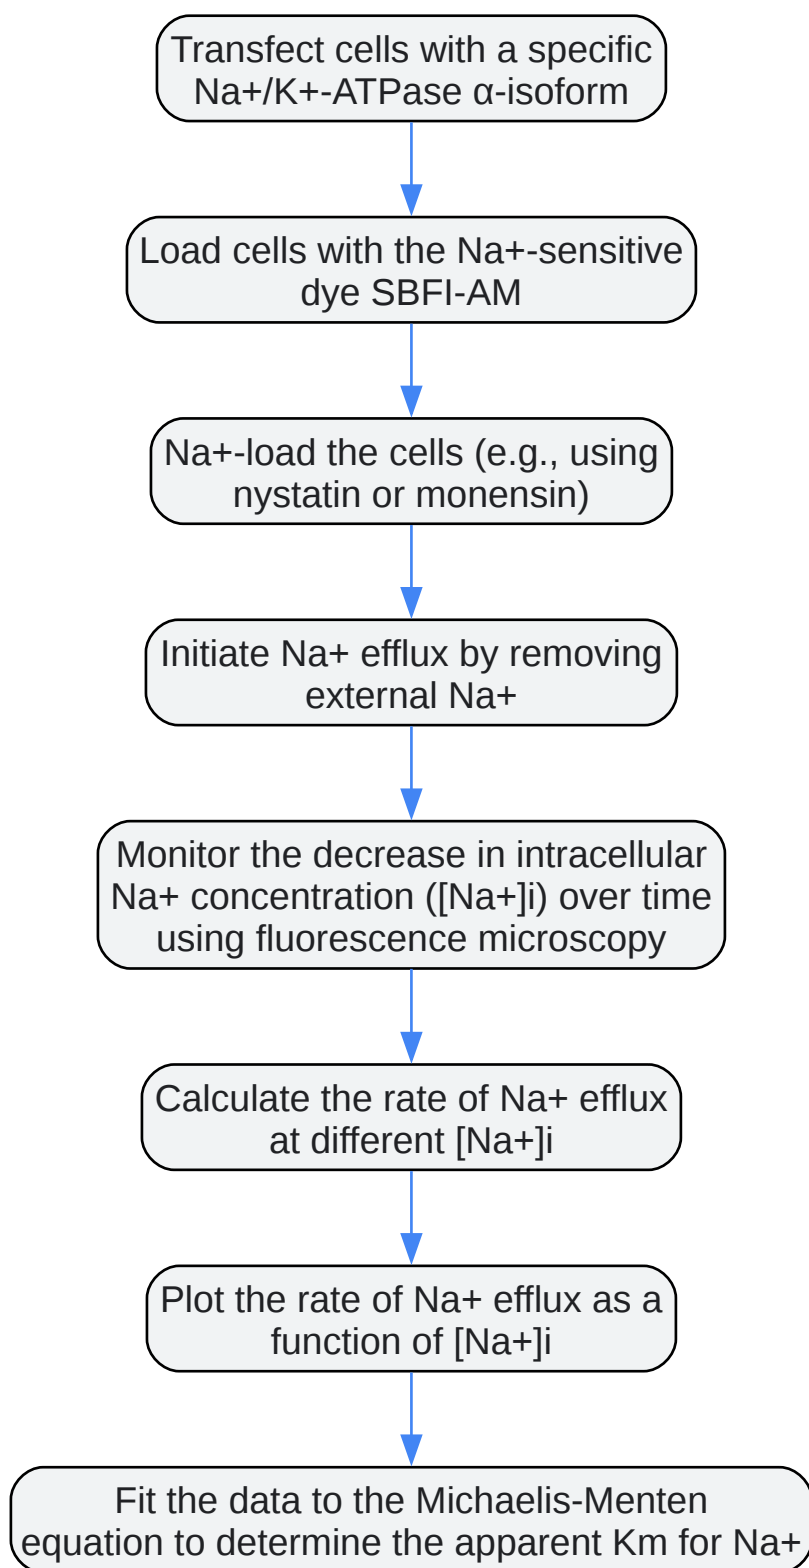 Transfect cells with a specific
Na+/K+-ATPase α-isoform
Load cells with the Na+-sensitive
dye SBFI-AM
Na+-load the cells (e.g., using
nystatin or monensin)
Initiate Na+ efflux by removing
external Na+
Monitor the decrease in intracellular
Na+ concentration ([Na+]i) over time
using fluorescence microscopy
Calculate the rate of Na+ efflux
at different [Na+]i
Plot the rate of Na+ efflux as a
function of [Na+]i
Fit the data to the Michaelis-Menten
equation to determine the apparent Km for Na+